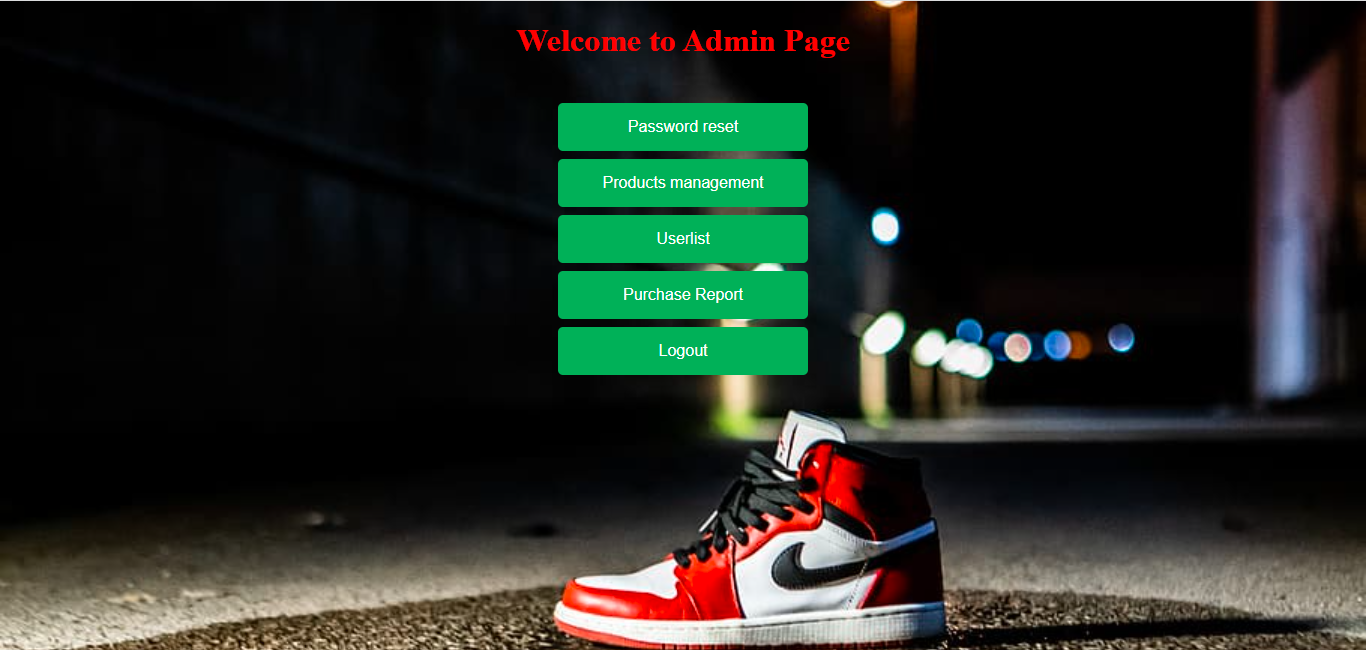 Welcome to Admin Page
Password reset
Products management
Userlist
Purchase Report
Logout